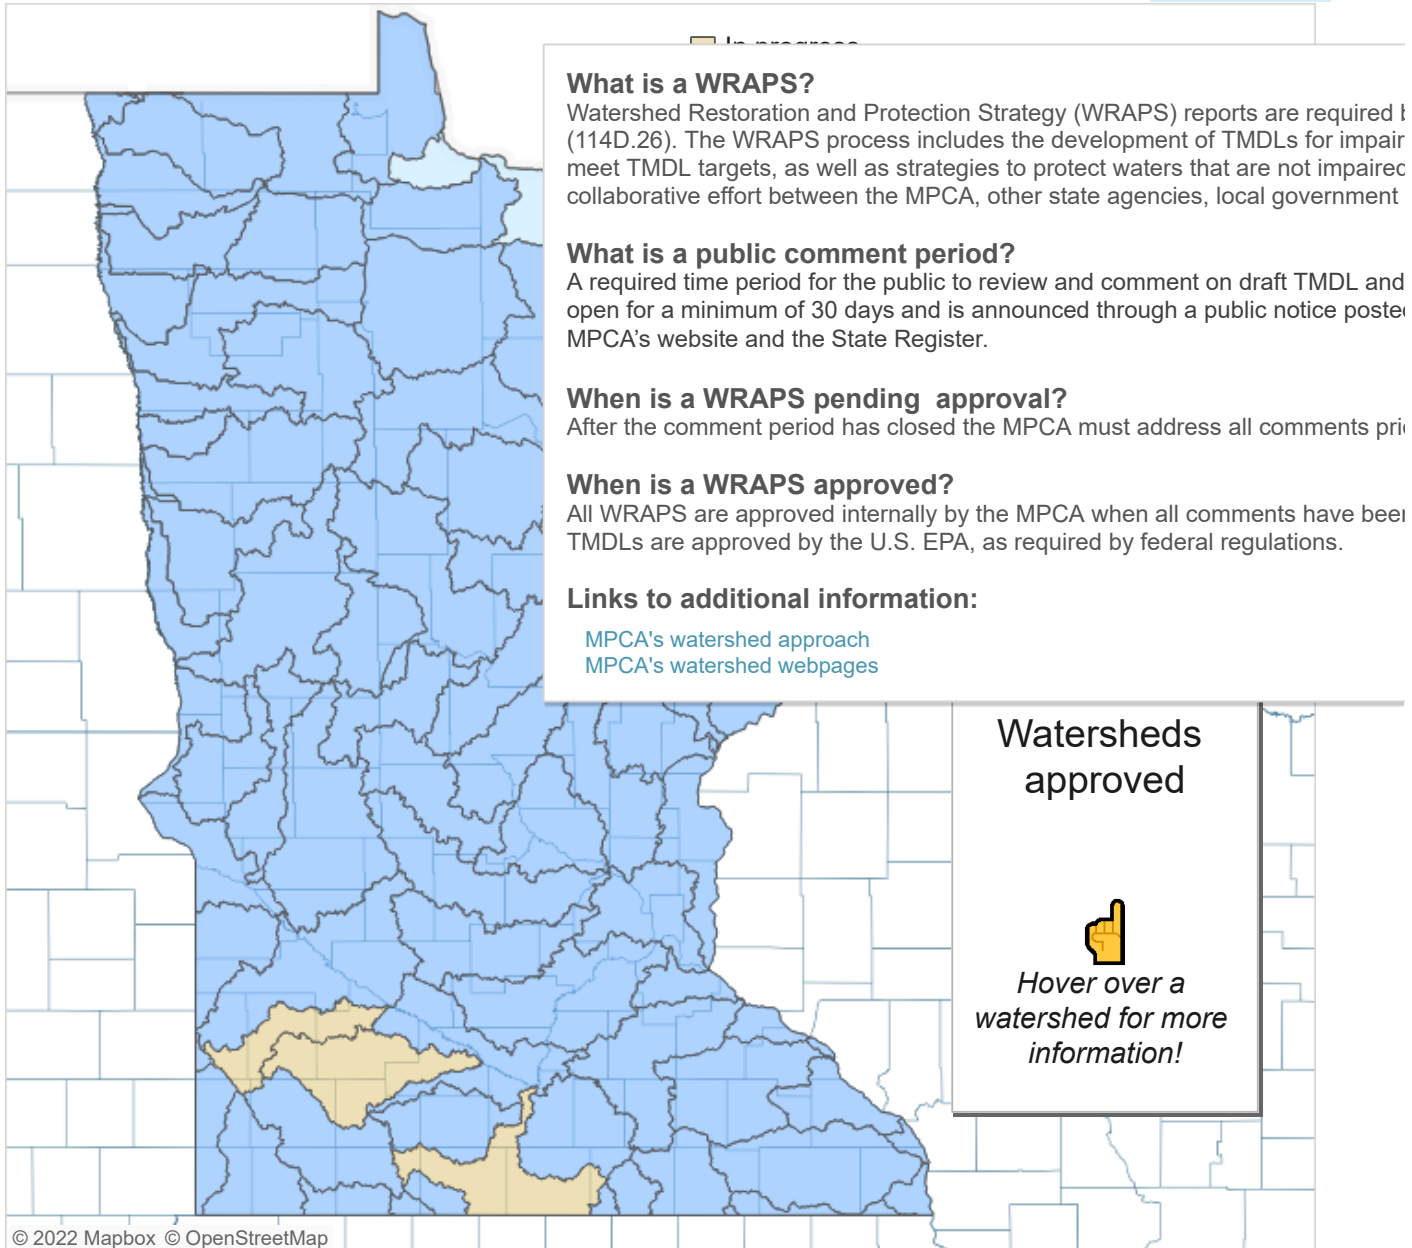 In progress
What is a WRAPS?
Watershed Restoration and Protection Strategy (WRAPS) reports are required
(114D.26). The WRAPS process includes the development of TMDLs for
meet TMDL targets, as well as strategies to protect waters that are not impaired
collaborative effort between the MPCA, other state agencies, local government
What is a public comment period?
A required time period for the public to review and comment on draft TMDL and
open for a minimum of 30 days and is announced through a public notice posted
MPCA's website and the State Register.
When is a WRAPS pending approval?
After the comment period has closed the MPCA must address all comments
When is a WRAPS approved?
All WRAPS are approved internally by the MPCA when all comments have been
TMDLs are approved by the U.S. EPA, as required by federal regulations.
Links to additional information:
MPCA's watershed approach
MPCA's watershed webpages
Watersheds
approved
Hover over a
watershed for more
information!
© 2022 Mapbox © OpenStreetMap